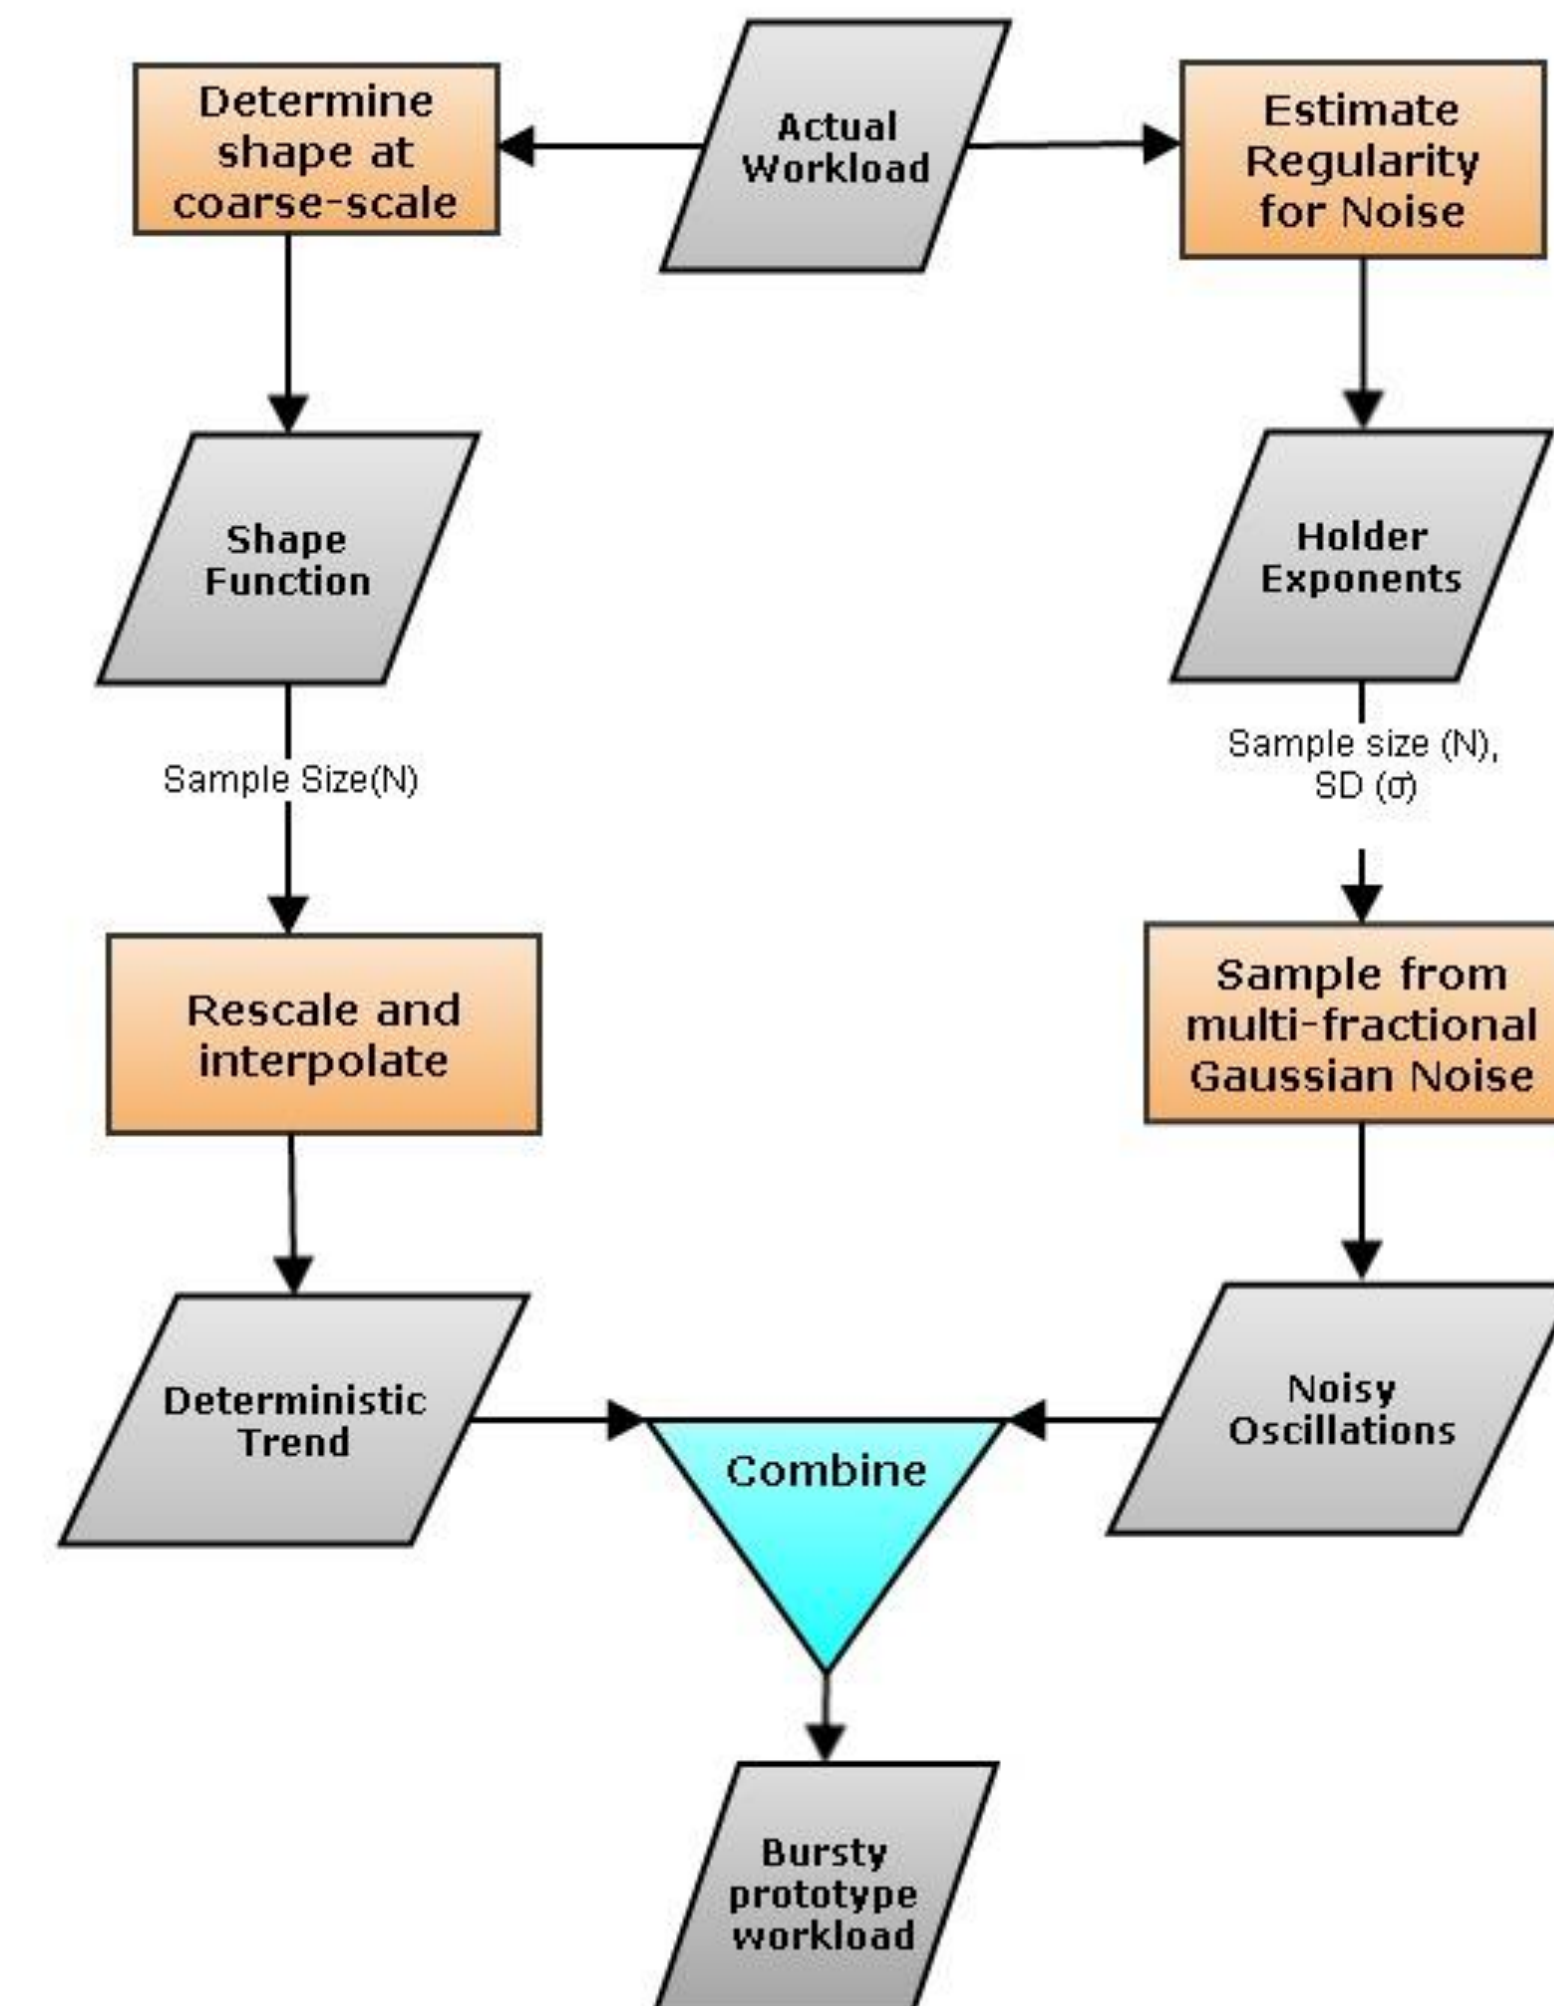 Determine
shape at
coarse-scale
Actual
Workload
Estimate
Regularity
for Noise
Shape
Function
Holder
Exponents
Sample Size(N)
Sample size (N),
SD (σ)
Rescale and
interpolate
Sample from
multi-fractional
Gaussian Noise
Deterministic
Trend
Combine
Noisy
Oscillations
Bursty
prototype
workload